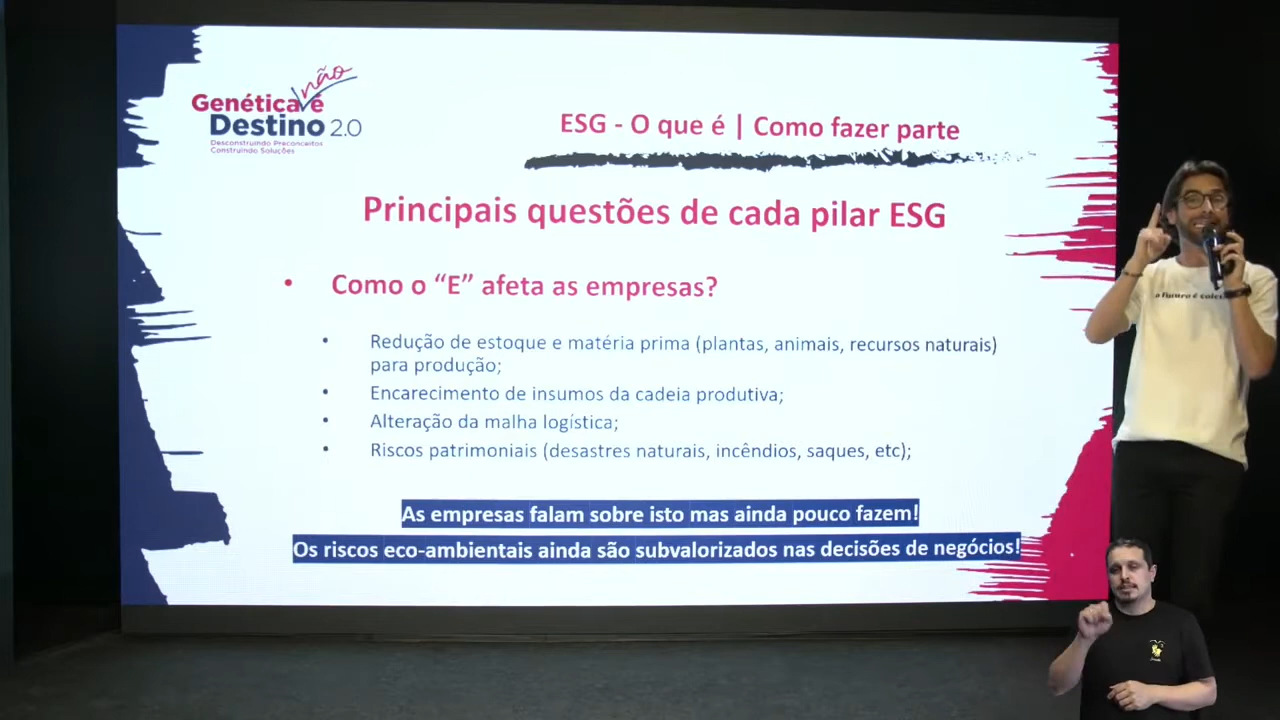 não
Genética é
Destino 2.0
Desconstruindo Preconceitos
Construindo Soluções
ESG - O que é | Como fazer parte
Principais questões de cada pilar ESG
• Como o “E” afeta as empresas?
• Redução de estoque e matéria prima (plantas, animais, recursos naturais)
para produção;
• Encarecimento de insumos da cadeia produtiva;
• Alteração da malha logística;
• Riscos patrimoniais (desastres naturais, incêndios, saques, etc);
As empresas falam sobre isto mas ainda pouco fazem!
Os riscos eco-ambientais ainda são subvalorizados nas decisões de negócios!
o futuro é